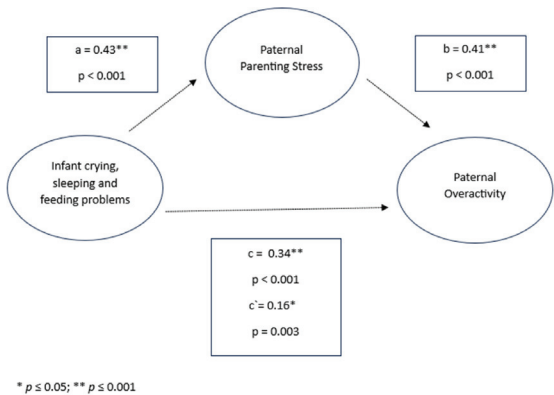 a = 0.43**
p < 0.001
Paternal
Parenting Stress
b = 0.41**
p < 0.001
Infant crying,
sleeping and
feeding problems
Paternal
Overactivity
c = 0.34**
p < 0.001
c`= 0.16*
p = 0.003
* p ≤ 0.05; ** p ≤ 0.001